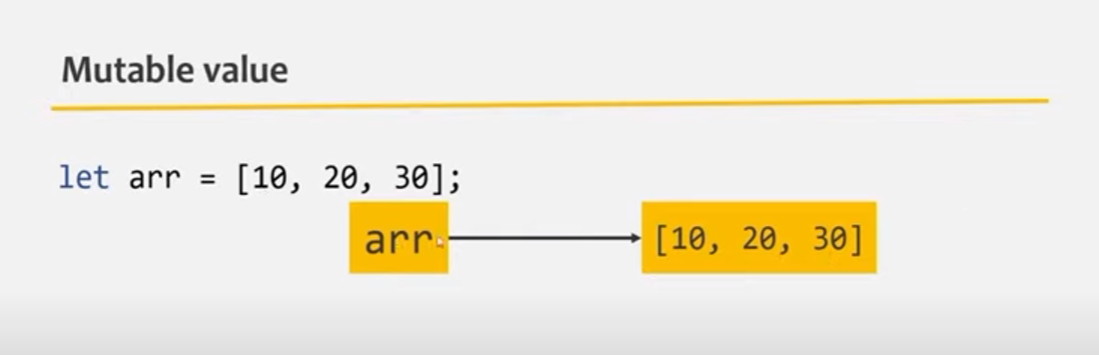 Mutable value
let arr = [10, 20, 30];
arr
[10, 20, 30]